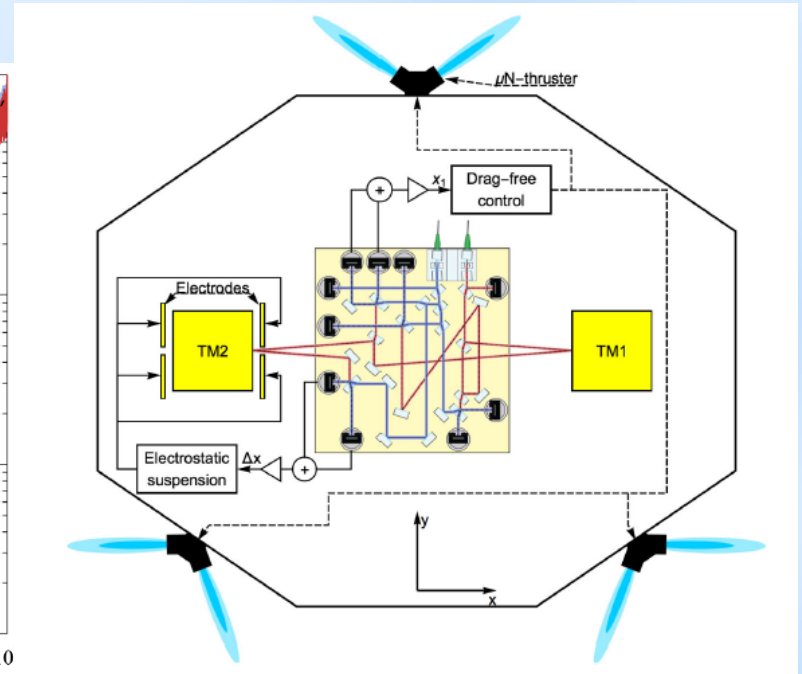 μN-thruster
x₁
Drag-free
control
+
Electrodes
TM2
TM1
Electrostatic
suspension
Δx
+
y
x
0